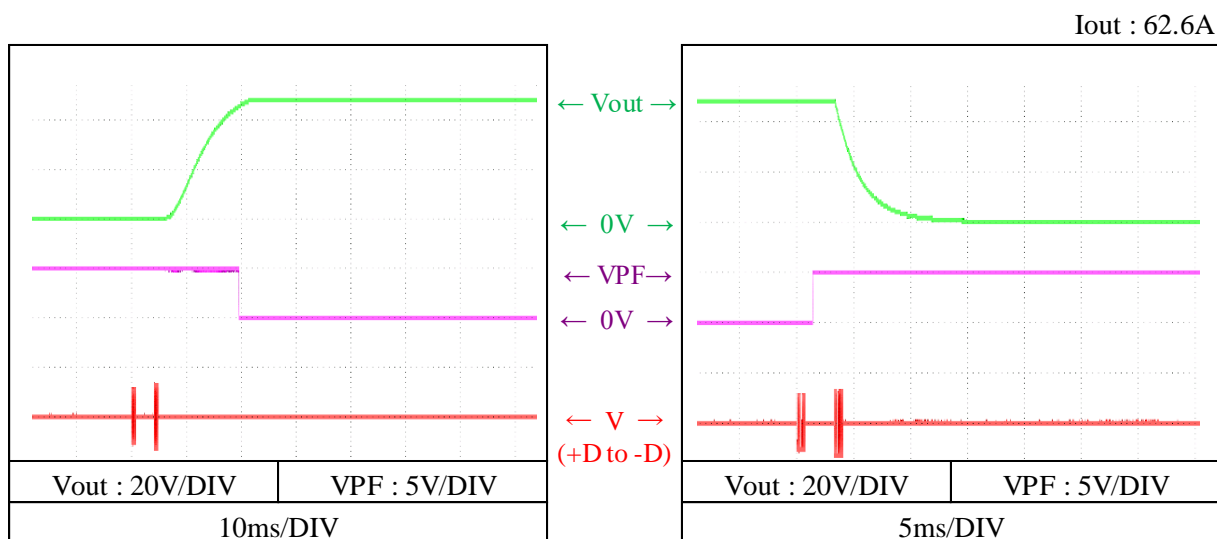 Iout : 62.6A
← Vout →
← 0V →
← VPF→
← 0V →
← V →
(+D to -D)
Vout : 20V/DIV
VPF : 5V/DIV
10ms/DIV
Vout : 20V/DIV
VPF : 5V/DIV
5ms/DIV